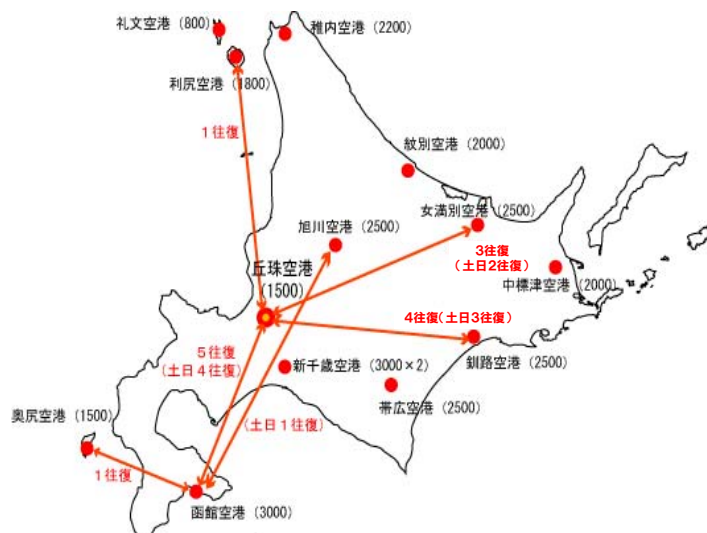 礼文空港（800）
稚内空港（2200）
利尻空港（1800）
１往復
紋別空港（2000）
女満別空港（2500）
旭川空港（2500）
3往復
（土日2往復）
丘珠空港
（1500）
中標津空港（2000）
4往復（土日3往復）
５往復
（土日４往復）
新千歳空港（3000×2）
釧路空港（2500）
帯広空港（2500）
奥尻空港（1500）
（土日１往復）
１往復
函館空港（3000）